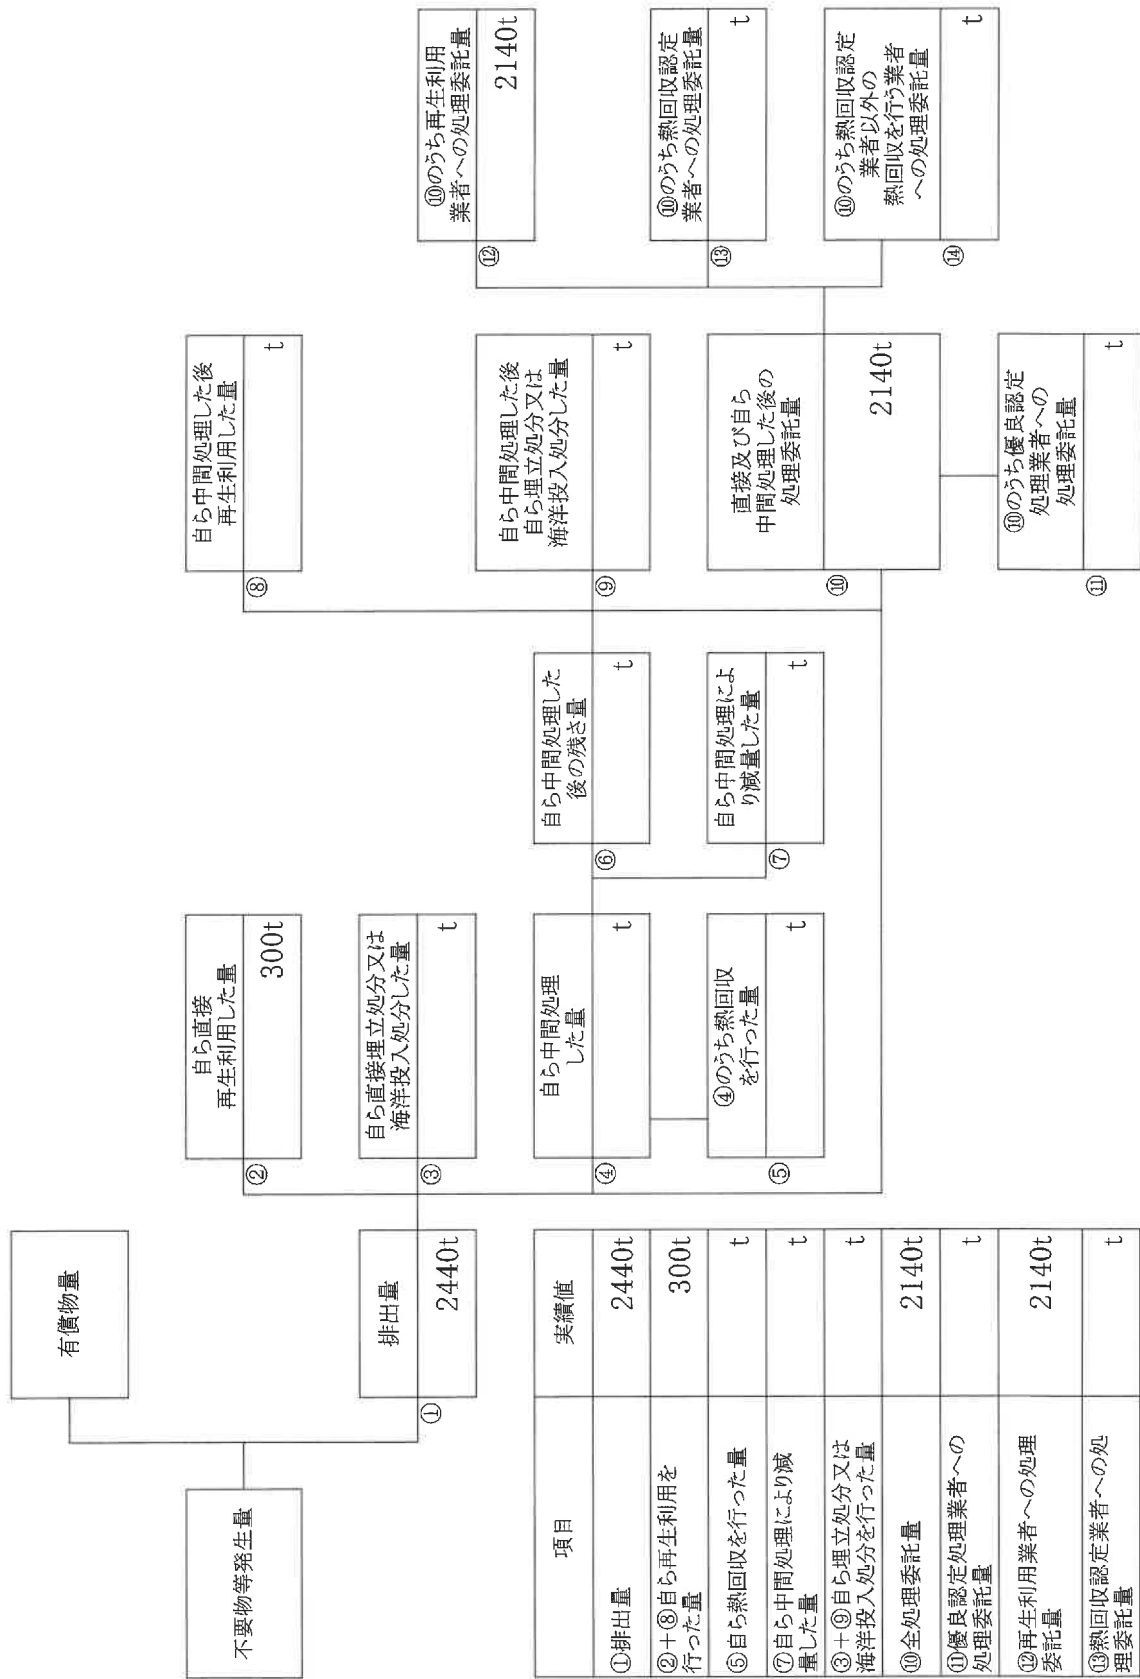 不要物等発生量
有償物量
①
排出量
2440t
②
自ら直接
再生利用した量
300t
③
自ら直接埋立処分又は
海洋投入処分した量
t
④
自ら中間処理
した量
t
⑤
④のうち熱回収
を行った量
t
⑥
自ら中間処理した
後の残さ量
t
⑦
自ら中間処理によ
り減量した量
t
⑧
自ら中間処理した後
再生利用した量
t
⑨
自ら中間処理した後
自ら埋立処分又は
海洋投入処分した量
t
⑩
直接及び自ら
中間処理した後の
処理委託量
2140t
⑪
⑩のうち優良認定
処理業者への
処理委託量
t
⑫
⑩のうち再生利用
業者への処理委託量
2140t
⑬
⑩のうち熱回収認定
業者への処理委託量
t
⑭
⑩のうち熱回収認定
業者以外の
熱回収を行う業者
への処理委託量
t
項目
実績値
①排出量
2440t
②+⑧自ら再生利用を
行った量
300t
⑤自ら熱回収を行った量
t
⑦自ら中間処理により減
量した量
t
③+⑨自ら埋立処分又は
海洋投入処分を行った量
t
⑩全処理委託量
2140t
⑪優良認定処理業者への
処理委託量
t
⑫再生利用業者への処理
委託量
2140t
⑬熱回収認定業者への処
理委託量
t